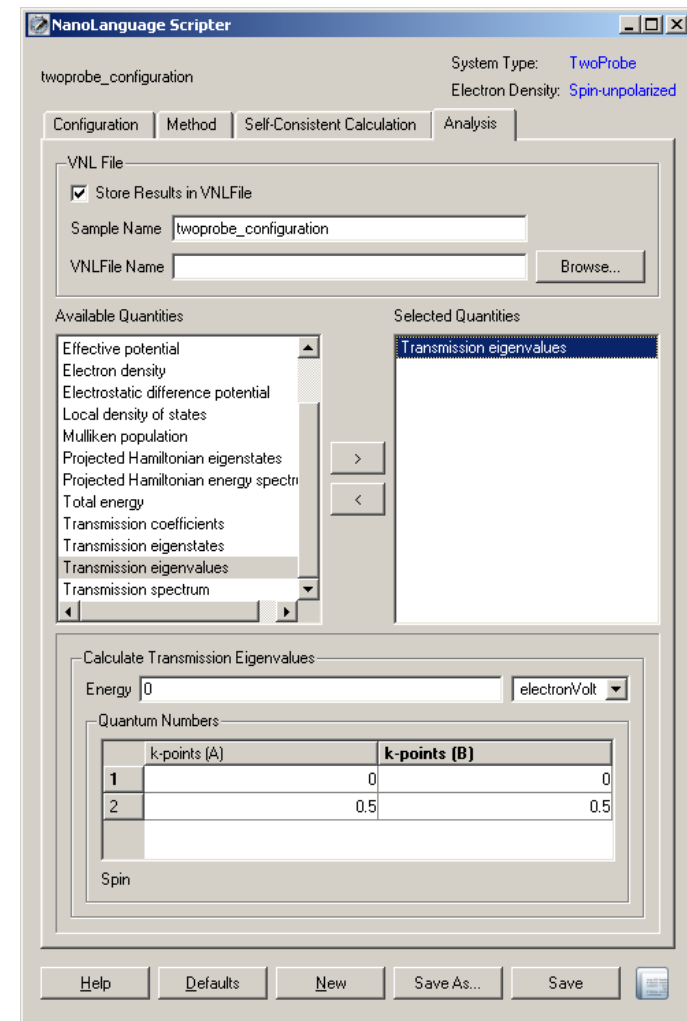 NanoLanguage Scripter
twoprobe_configuration
System Type: TwoProbe
Electron Density: Spin-unpolarized
Configuration Method Self-Consistent Calculation Analysis
VNL File
Store Results in VNLFile
Sample Name twoprobe_configuration
VNLFile Name Browse...
Available Quantities Selected Quantities
Effective potential
Electron density
Electrostatic difference potential
Local density of states
Mulliken population
Projected Hamiltonian eigenstates
Projected Hamiltonian energy spectr
Total energy
Transmission coefficients
Transmission eigenstates
Transmission eigenvalues
Transmission spectrum
Transmission eigenvalues
>
<
Calculate Transmission Eigenvalues
Energy 0 electronVolt
Quantum Numbers
k-points (A) k-points (B)
1 0 0
2 0.5 0.5
Spin
Help Defaults New Save As... Save